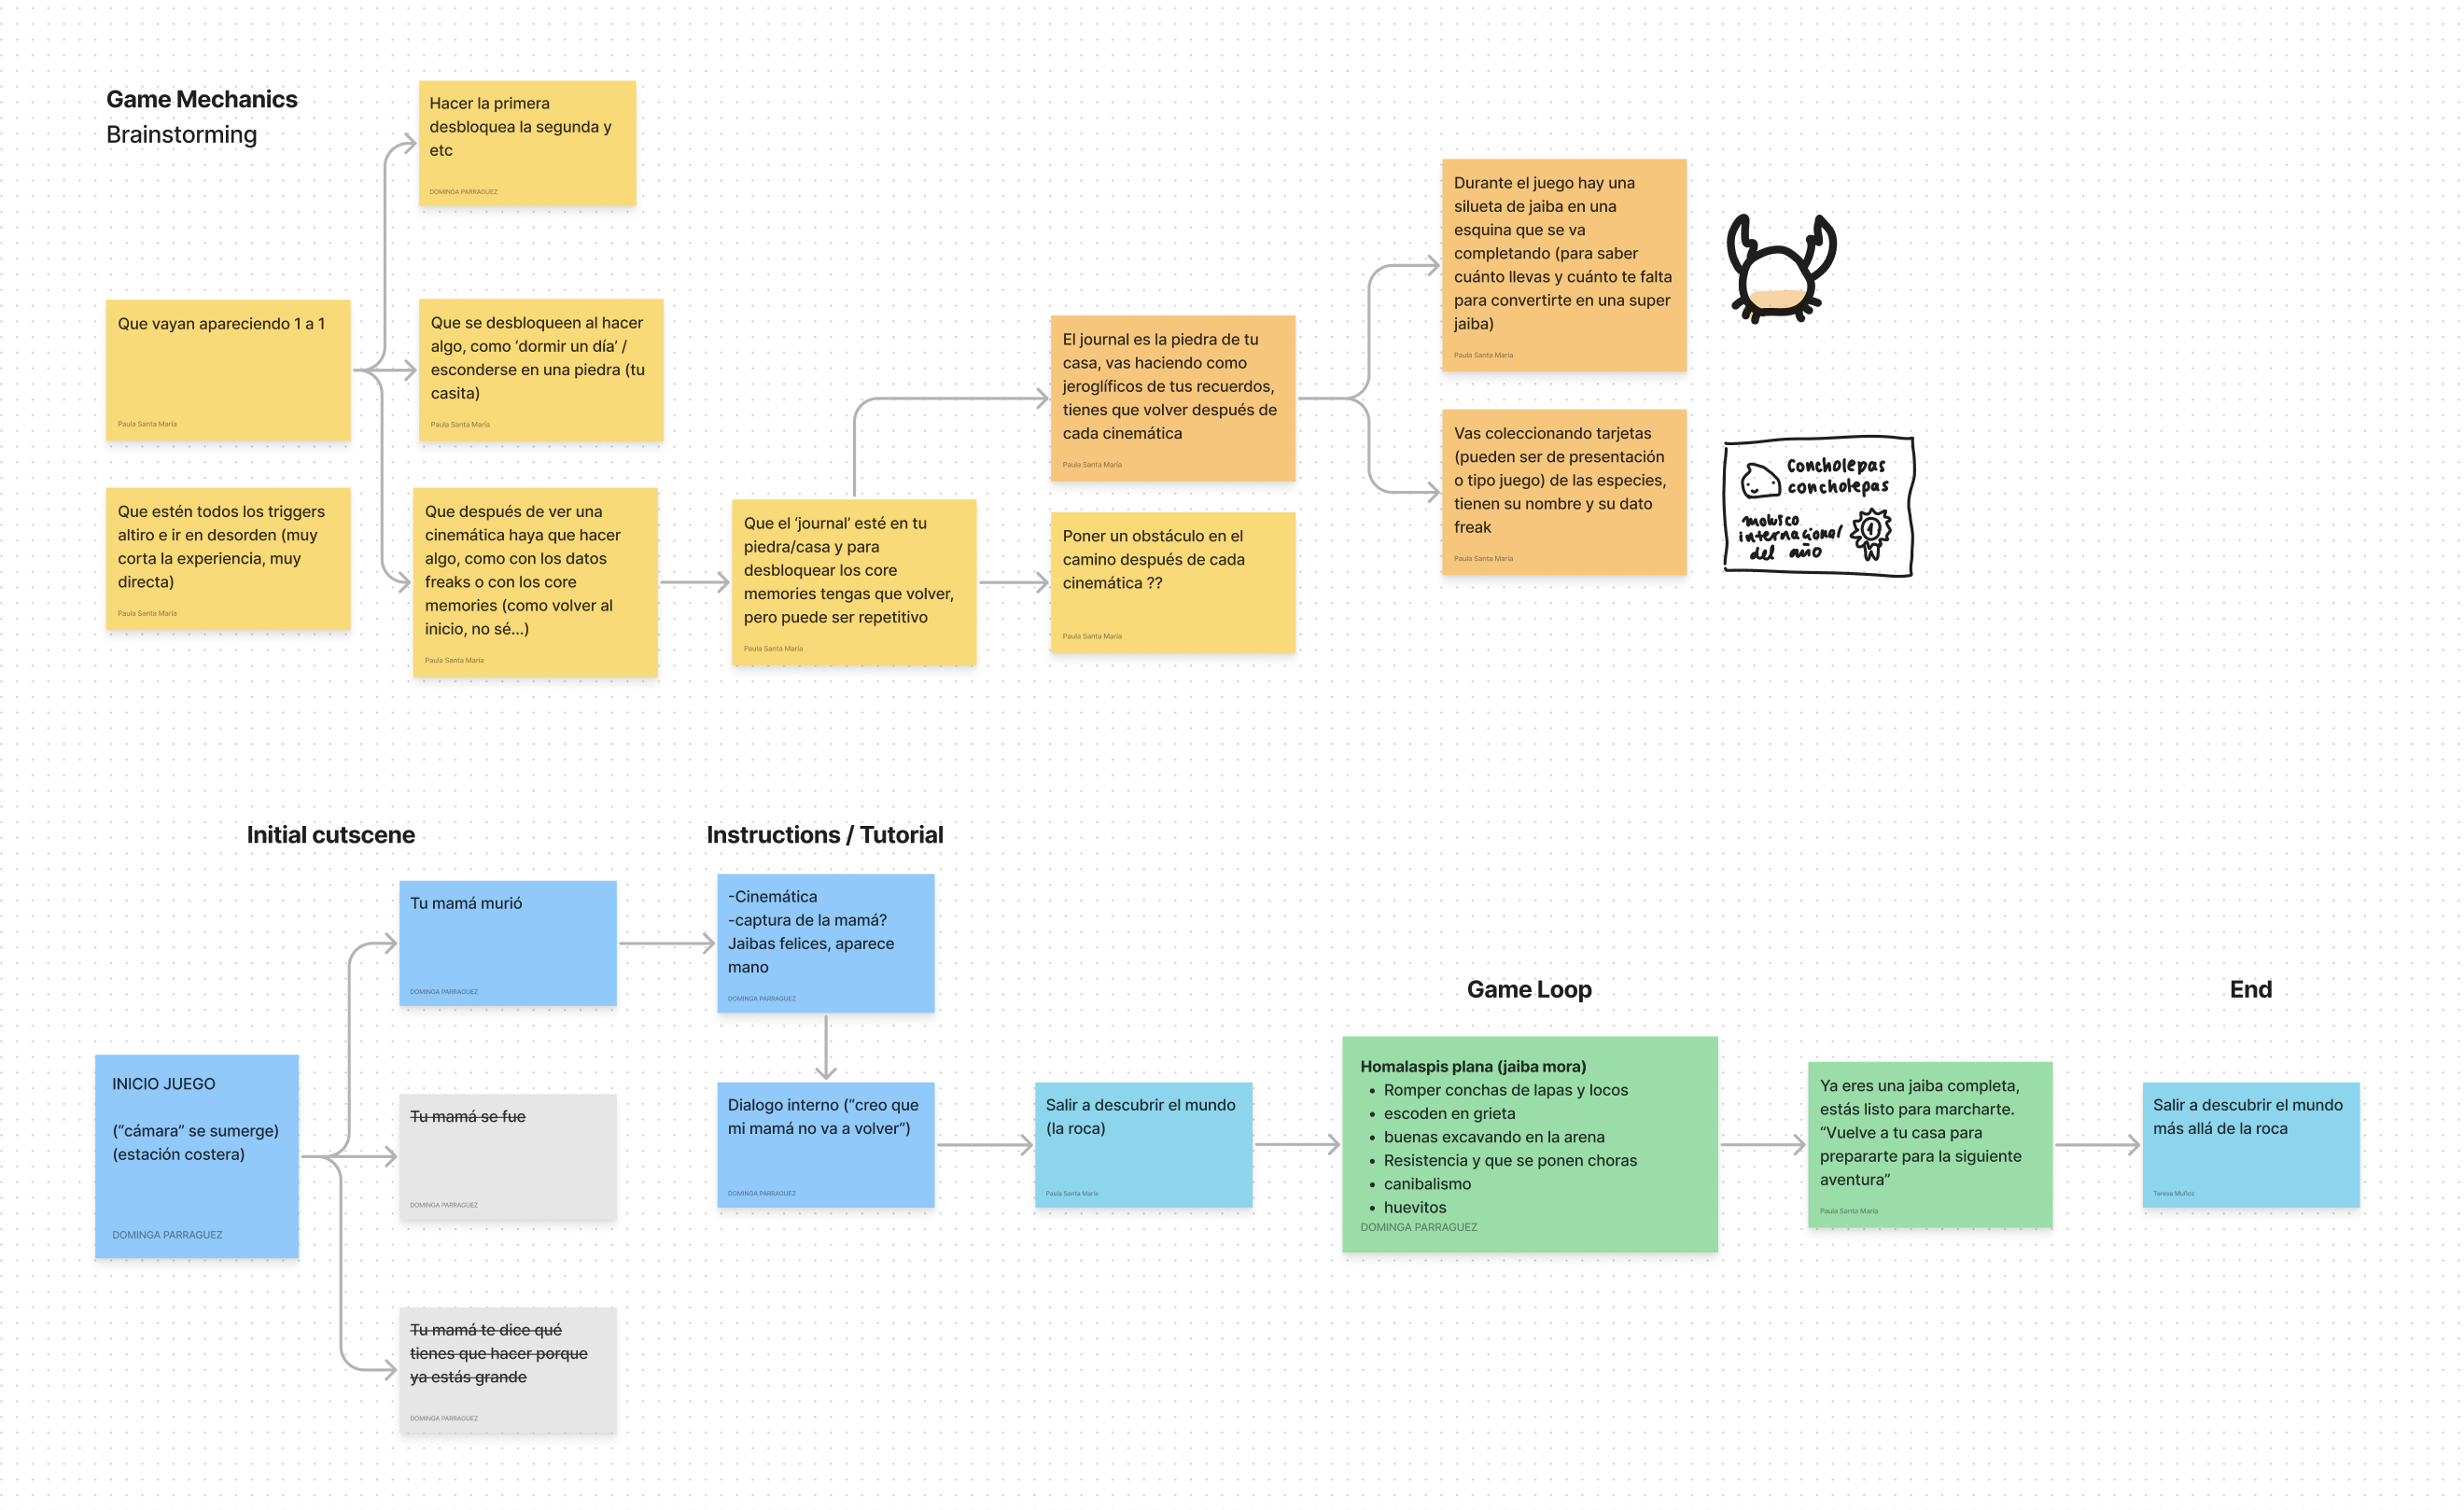 Game Mechanics
Brainstorming
Hacer la primera
desbloquea la segunda y
etc
DOMINGA PARRAGUEZ
Que vayan apareciendo 1 a 1
Paula Santa María
Que se desbloqueen al hacer
algo, como ‘dormir un día’ /
esconderse en una piedra (tu
casita)
Paula Santa María
Que estén todos los triggers
altiro e ir en desorden (muy
corta la experiencia, muy
directa)
Paula Santa María
Que después de ver una
cinemática haya que hacer
algo, como con los datos
freaks o con los core
memories (como volver al
inicio, no sé...)
Paula Santa María
Que el ‘journal’ esté en tu
piedra/casa y para
desbloquear los core
memories tengas que volver,
pero puede ser repetitivo
Paula Santa María
El journal es la piedra de tu
casa, vas haciendo como
jeroglíficos de tus recuerdos,
tienes que volver después de
cada cinemática
Paula Santa María
Poner un obstáculo en el
camino después de cada
cinemática ??
Paula Santa María
Durante el juego hay una
silueta de jaiba en una
esquina que se va
completando (para saber
cuánto llevas y cuánto te falta
para convertirte en una super
jaiba)
Paula Santa María
Vas coleccionando tarjetas
(pueden ser de presentación
o tipo juego) de las especies,
tienen su nombre y su dato
freak
Paula Santa María
Concholepas
concholepas
molusco
internacional
del año
1
Initial cutscene
Instructions / Tutorial
Game Loop
End
INICIO JUEGO
(“cámara” se sumerge)
(estación costera)
DOMINGA PARRAGUEZ
Tu mamá murió
DOMINGA PARRAGUEZ
Tu mamá se fue
DOMINGA PARRAGUEZ
Tu mamá te dice qué
tienes que hacer porque
ya estás grande
DOMINGA PARRAGUEZ
-Cinemática
-captura de la mamá?
Jaibas felices, aparece
mano
DOMINGA PARRAGUEZ
Dialogo interno (“creo que
mi mamá no va a volver”)
DOMINGA PARRAGUEZ
Salir a descubrir el mundo
(la roca)
Paula Santa María
Homalaspis plana (jaiba mora)
• Romper conchas de lapas y locos
• escoden en grieta
• buenas excavando en la arena
• Resistencia y que se ponen choras
• canibalismo
• huevitos
DOMINGA PARRAGUEZ
Ya eres una jaiba completa,
estás listo para marcharte.
“Vuelve a tu casa para
prepararte para la siguiente
aventura”
Paula Santa María
Salir a descubrir el mundo
más allá de la roca
Teresa Muñoz